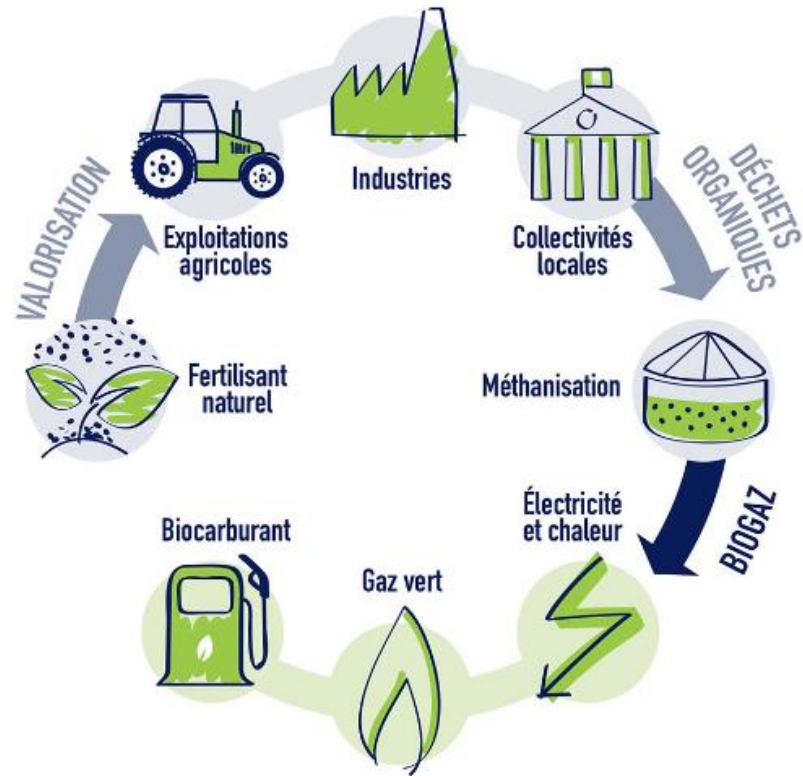 Industries
Exploitations
agricoles
Collectivités
locales
DÉCHETS
ORGANIQUES
VALORISATION
Fertilisant
naturel
Méthanisation
BIOGAZ
Électricité
et chaleur
Gaz vert
Biocarburant